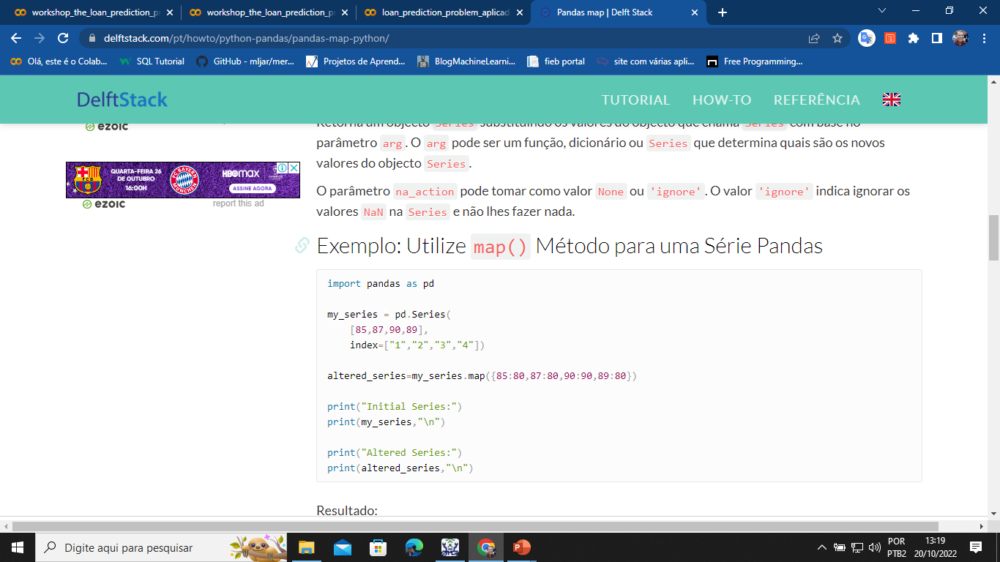 workshop_the_loan_prediction_p
workshop_the_loan_prediction_p
loan_prediction_problem_aplicad
Pandas map | Delft Stack
delftstack.com/pt/howto/python-pandas/pandas-map-python/
Olá, este é o Colab...
SQL Tutorial
GitHub - mljar/mer...
Projetos de Aprend...
BlogMachineLearni...
fieb portal
site com várias apli...
Free Programming...
DelftStack
TUTORIAL
HOW-TO
REFERÊNCIA
ezoic
QUARTA-FEIRA 26
DE OUTUBRO
16:00H
HBOMAX
ASSINE AGORA
ezoic
report this ad
Retorna um objecto Series substituindo os valores do objecto que chama Series com base no
parâmetro arg. O arg pode ser um função, dicionário ou Series que determina quais são os novos
valores do objecto Series.
O parâmetro na_action pode tomar como valor None ou 'ignore'. O valor 'ignore' indica ignorar os
valores NaN na Series e não lhes fazer nada.
Exemplo: Utilize map() Método para uma Série Pandas
import pandas as pd
my_series = pd.Series(
[85,87,90,89],
index=["1","2","3","4"])
altered_series=my_series.map({85:80,87:80,90:90,89:80})
print("Initial Series:")
print(my_series,"\n")
print("Altered Series:")
print(altered_series,"\n")
Resultado:
Digite aqui para pesquisar
POR
PTB2
13:19
20/10/2022